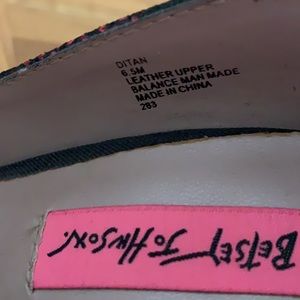 DITAN
6.5M
LEATHER UPPER
BALANCE MAN MADE
MADE IN CHINA
283
BETSEY
JOHNSON.